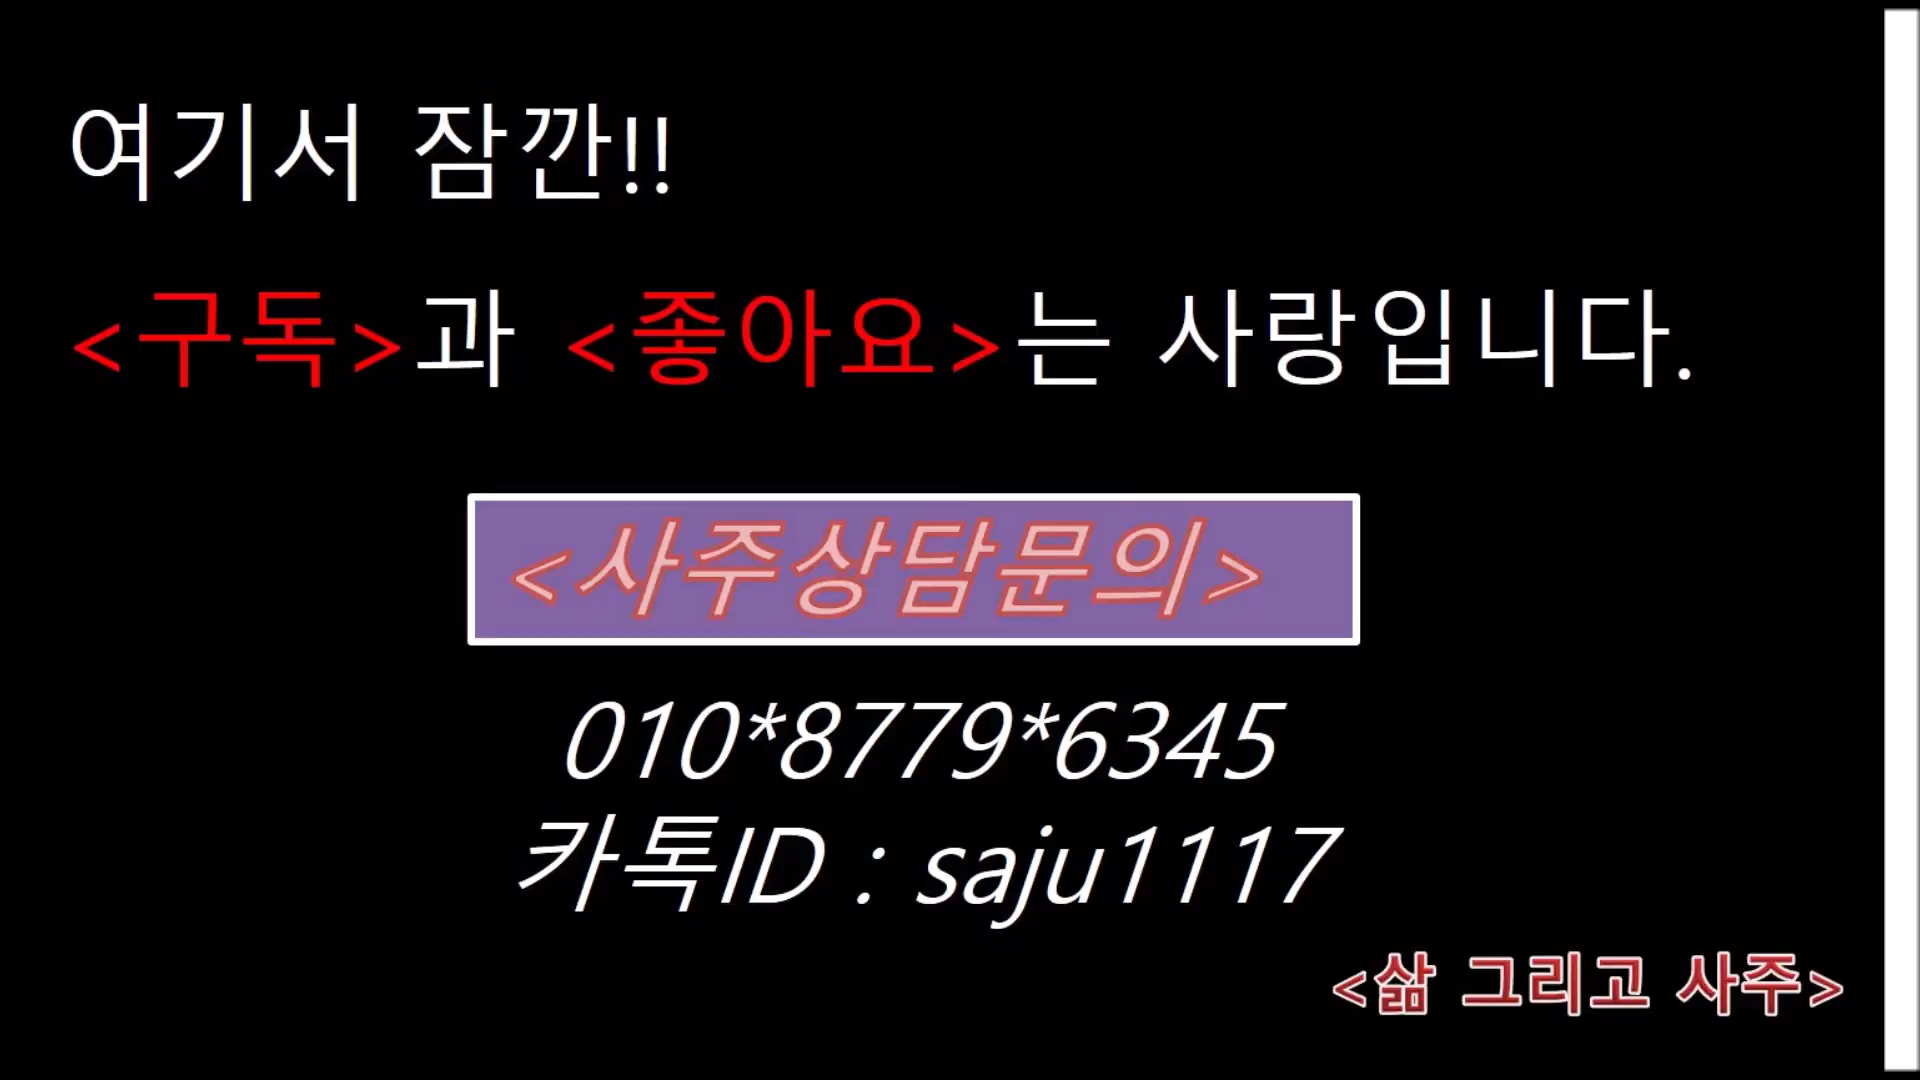 여기서 잠깐!!
<구독>과 <좋아요>는 사랑입니다.
<사주상담문의>
010*8779*6345
카톡ID : saju1117
<삶 그리고 사주>